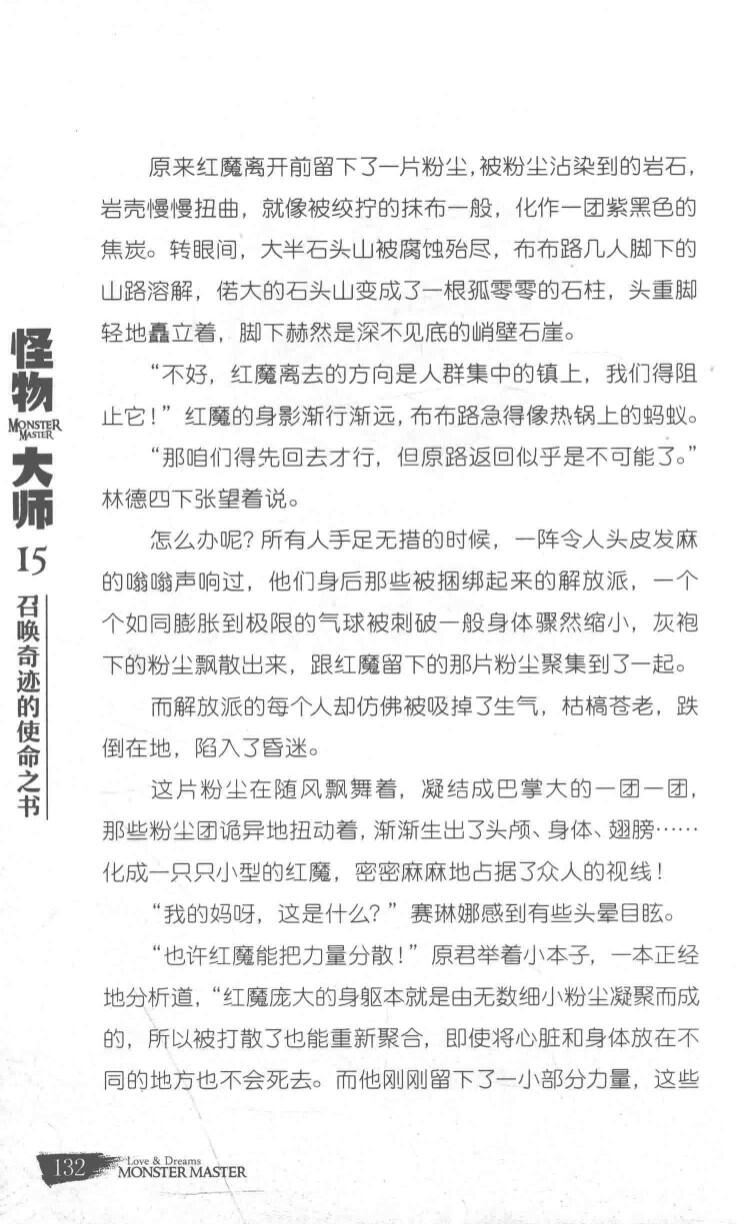 原来红魔离开前留下了一片粉尘,被粉尘沾染到的岩石,
岩壳慢慢扭曲，就像被绞拧的抹布一般，化作一团紫黑色的
焦炭。转眼间，大半石头山被腐蚀殆尽，布布路几人脚下的
山路溶解，偌大的石头山变成了一根孤零零的石柱，头重脚
轻地矗立着，脚下赫然是深不见底的峭壁石崖。
“不好，红魔离去的方向是人群集中的镇上，我们得阻
止它！”红魔的身影渐行渐远，布布路急得像热锅上的蚂蚁。
“那咱们得先回去才行，但原路返回似乎是不可能了。”
林德四下张望着说。
怎么办呢？所有人手足无措的时候，一阵令人头皮发麻
的嗡嗡声响过，他们身后那些被捆绑起来的解放派，一个
个如同膨胀到极限的气球被刺破一般身体骤然缩小，灰袍
下的粉尘飘散出来，跟红魔留下的那片粉尘聚集到了一起。
而解放派的每个人却仿佛被吸掉了生气，枯槁苍老，跌
倒在地，陷入了昏迷。
这片粉尘在随风飘舞着，凝结成巴掌大的一团一团，
那些粉尘团诡异地扭动着，渐渐生出了头颅、身体、翅膀……
化成一只只小型的红魔，密密麻麻地占据了众人的视线！
“我的妈呀，这是什么？”赛琳娜感到有些头晕目眩。
“也许红魔能把力量分散！”原君举着小本子，一本正经
地分析道，“红魔庞大的身躯本就是由无数细小粉尘凝聚而成
的，所以被打散了也能重新聚合，即使将心脏和身体放在不
同的地方也不会死去。而他刚刚留下了一小部分力量，这些
怪物
MONSTER
MASTER
大师
15
召唤奇迹的使命之书
132
Love & Dreams
MONSTER MASTER